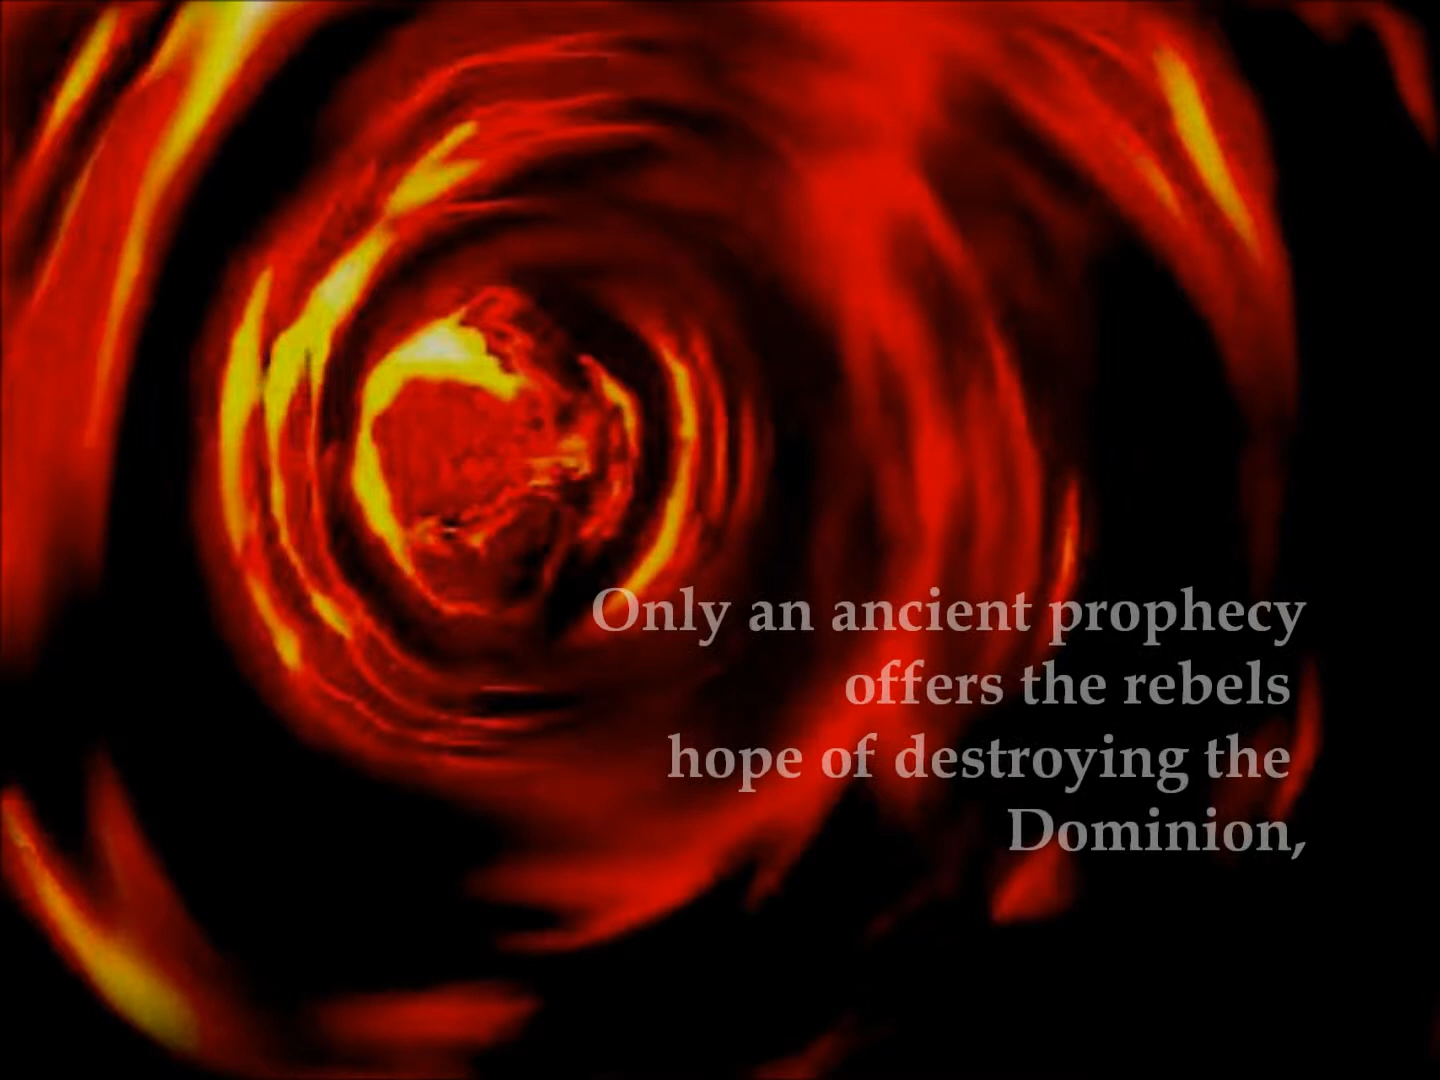 Only an ancient prophecy
offers the rebels
hope of destroying the
Dominion,